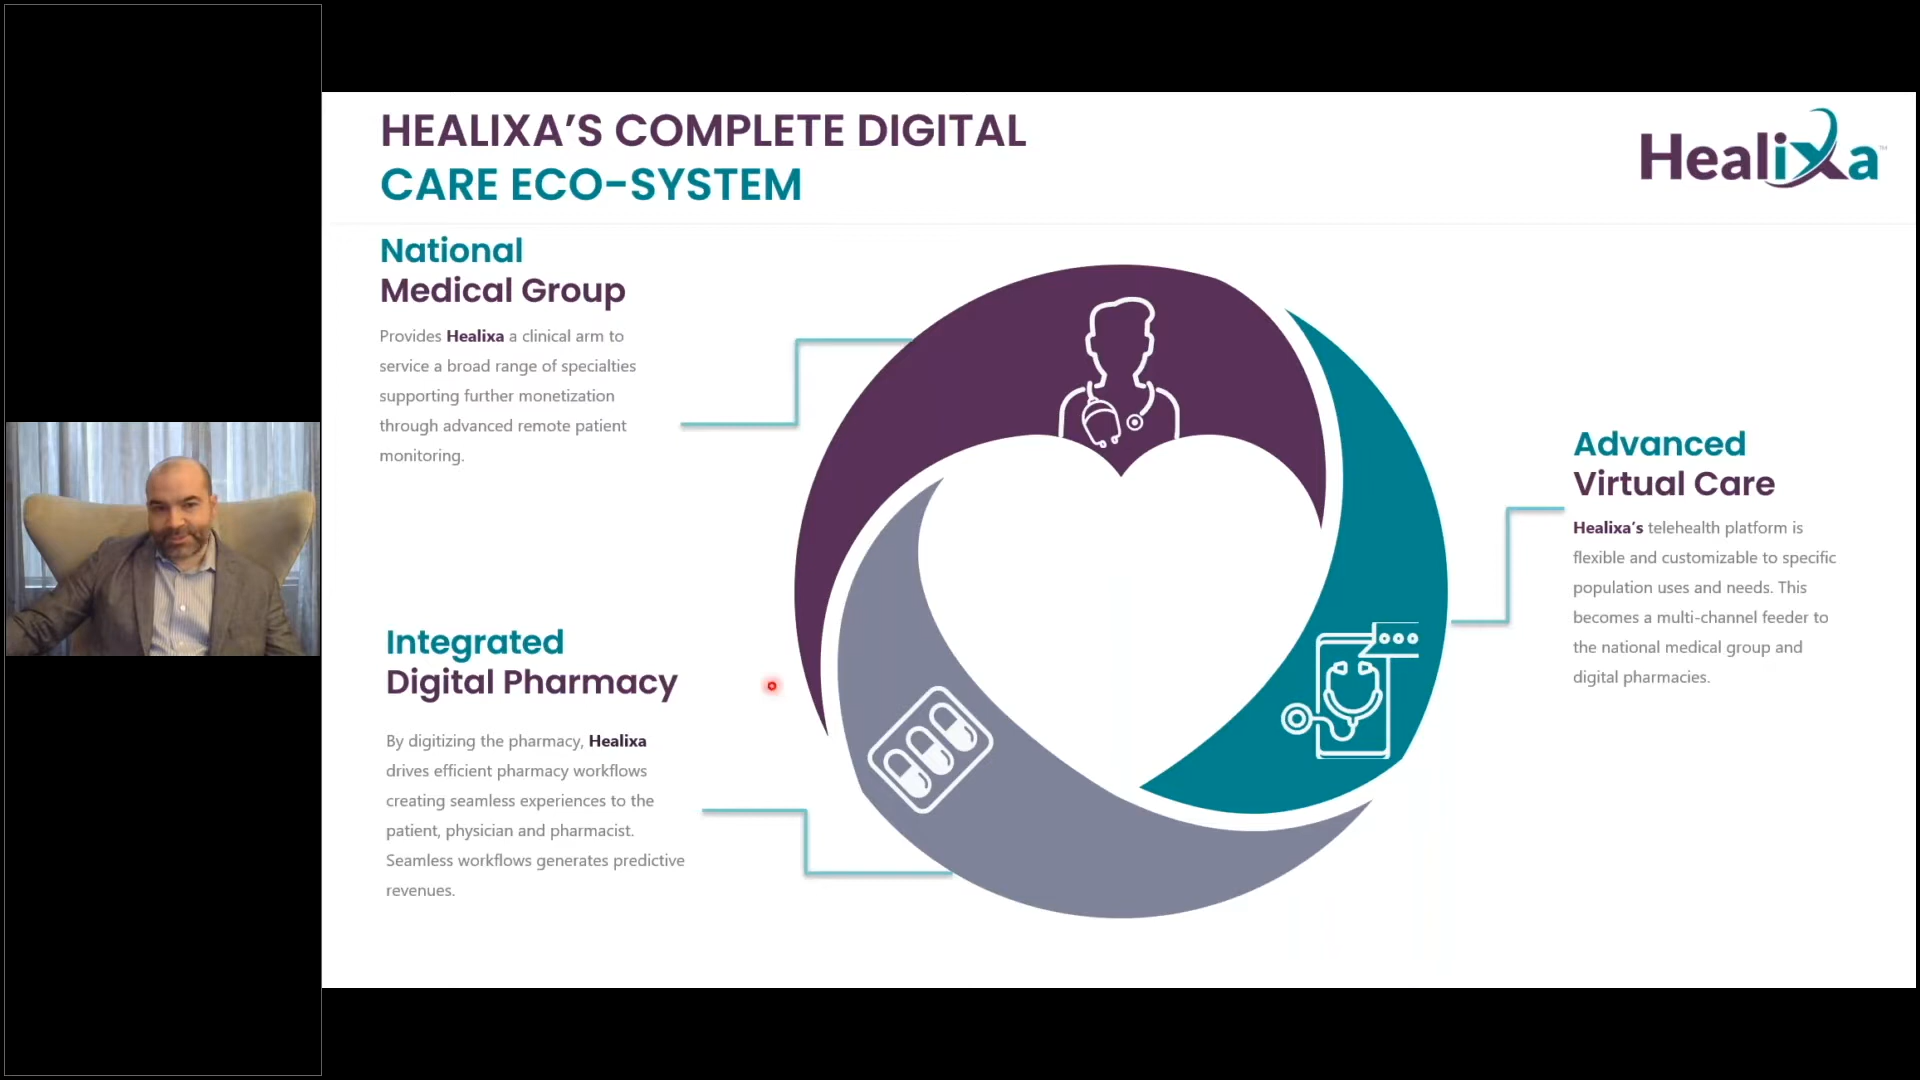 HEALIXA’S COMPLETE DIGITAL
CARE ECO-SYSTEM
Healixa™
National
Medical Group
Provides Healixa a clinical arm to
service a broad range of specialties
supporting further monetization
through advanced remote patient
monitoring.
Advanced
Virtual Care
Healixa’s telehealth platform is
flexible and customizable to specific
population uses and needs. This
becomes a multi-channel feeder to
the national medical group and
digital pharmacies.
Integrated
Digital Pharmacy
By digitizing the pharmacy, Healixa
drives efficient pharmacy workflows
creating seamless experiences to the
patient, physician and pharmacist.
Seamless workflows generates predictive
revenues.